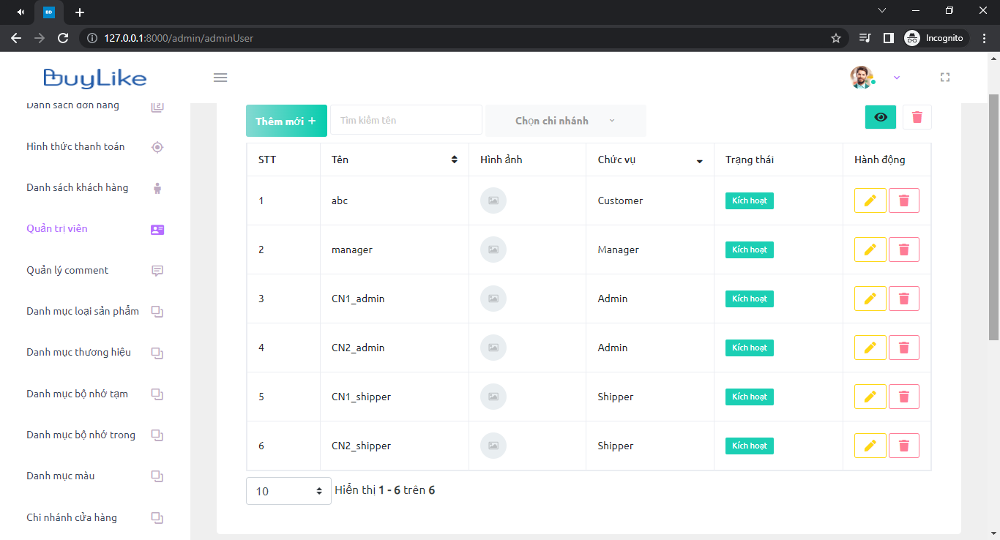 BD
127.0.0.1:8000/admin/adminUser
Incognito
BuyLike
Danh sách đơn hàng
Hình thức thanh toán
Danh sách khách hàng
Quản trị viên
Quản lý comment
Danh mục loại sản phẩm
Danh mục thương hiệu
Danh mục bộ nhớ tạm
Danh mục bộ nhớ trong
Danh mục màu
Chi nhánh cửa hàng
Thêm mới +
Tìm kiếm tên
Chọn chi nhánh
STT Tên Hình ảnh Chức vụ Trạng thái Hành động
1 abc Customer Kích hoạt
2 manager Manager Kích hoạt
3 CN1_admin Admin Kích hoạt
4 CN2_admin Admin Kích hoạt
5 CN1_shipper Shipper Kích hoạt
6 CN2_shipper Shipper Kích hoạt
10 Hiển thị 1 - 6 trên 6